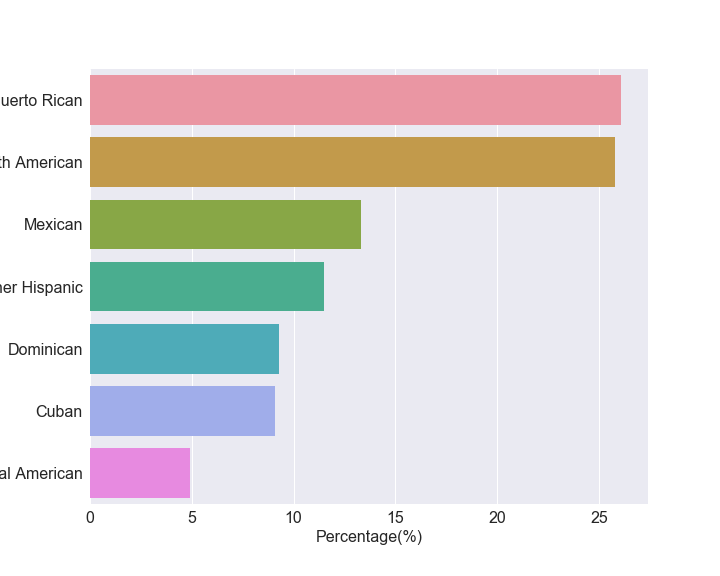 uerto Rican
th American
Mexican
her Hispanic
Dominican
Cuban
al American
0 5 10 15 20 25
Percentage(%)